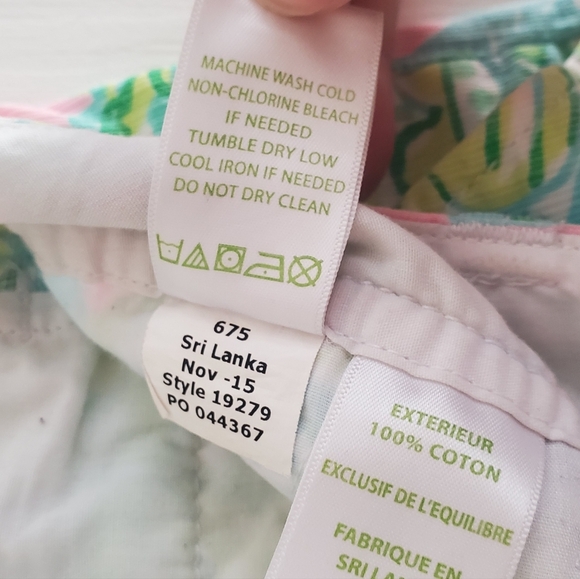 MACHINE WASH COLD
NON-CHLORINE BLEACH
IF NEEDED
TUMBLE DRY LOW
COOL IRON IF NEEDED
DO NOT DRY CLEAN
675
Sri Lanka
Nov -15
Style 19279
PO 044367
EXTERIEUR
100% COTON
EXCLUSIF DE L'EQUILIBRE
FABRIQUE EN
SRI